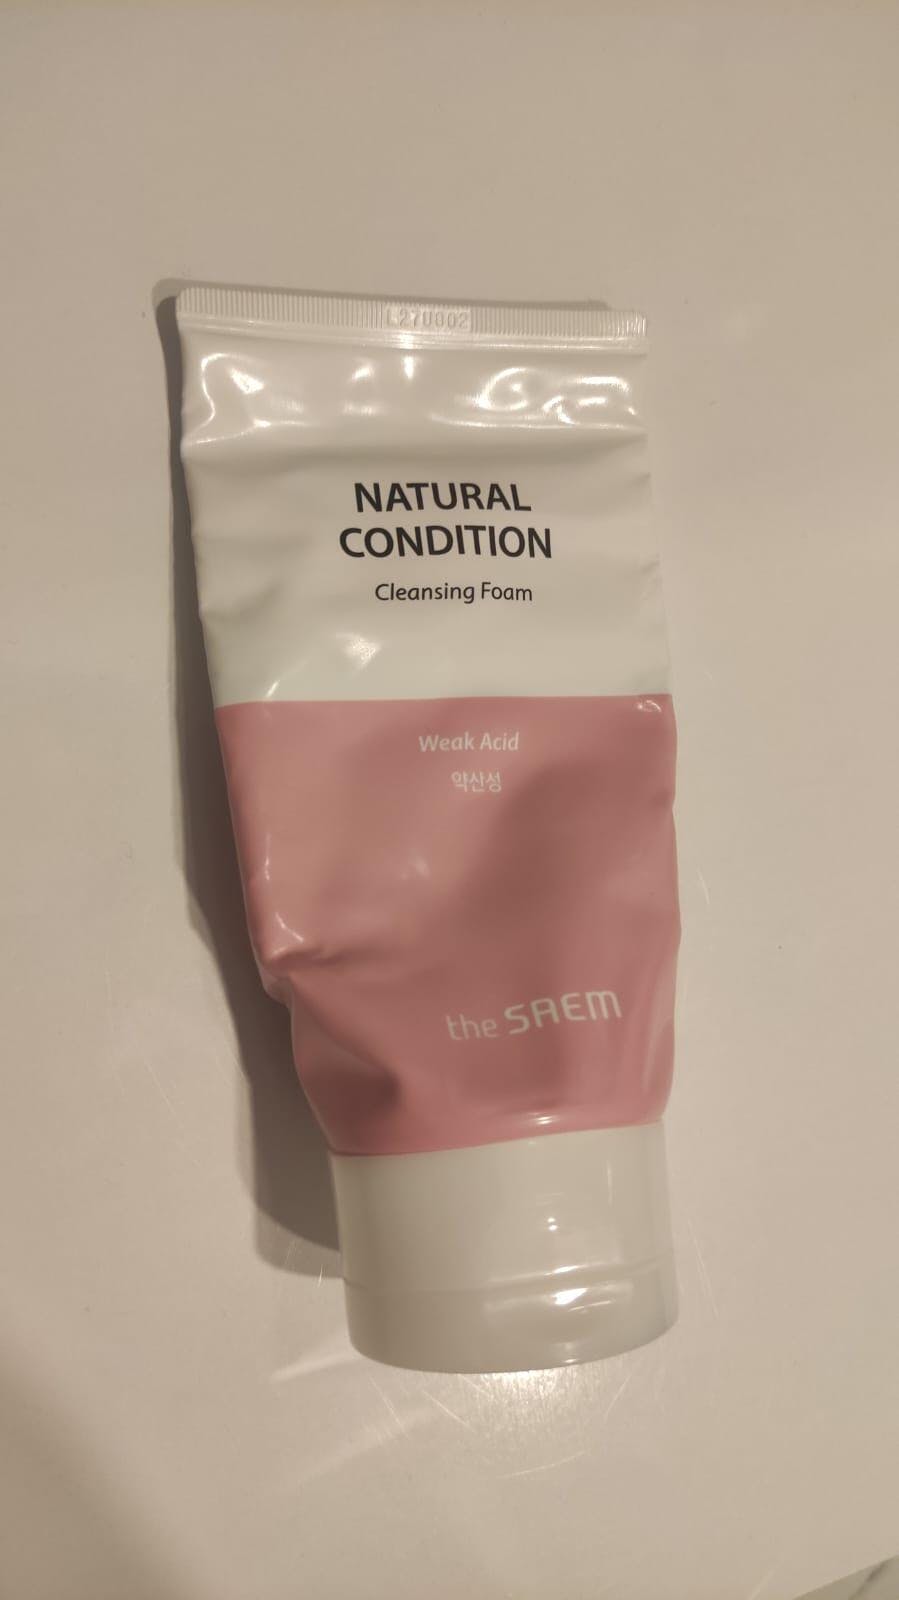 L27U002
NATURAL
CONDITION
Cleansing Foam
Weak Acid
약산성
the SAEM